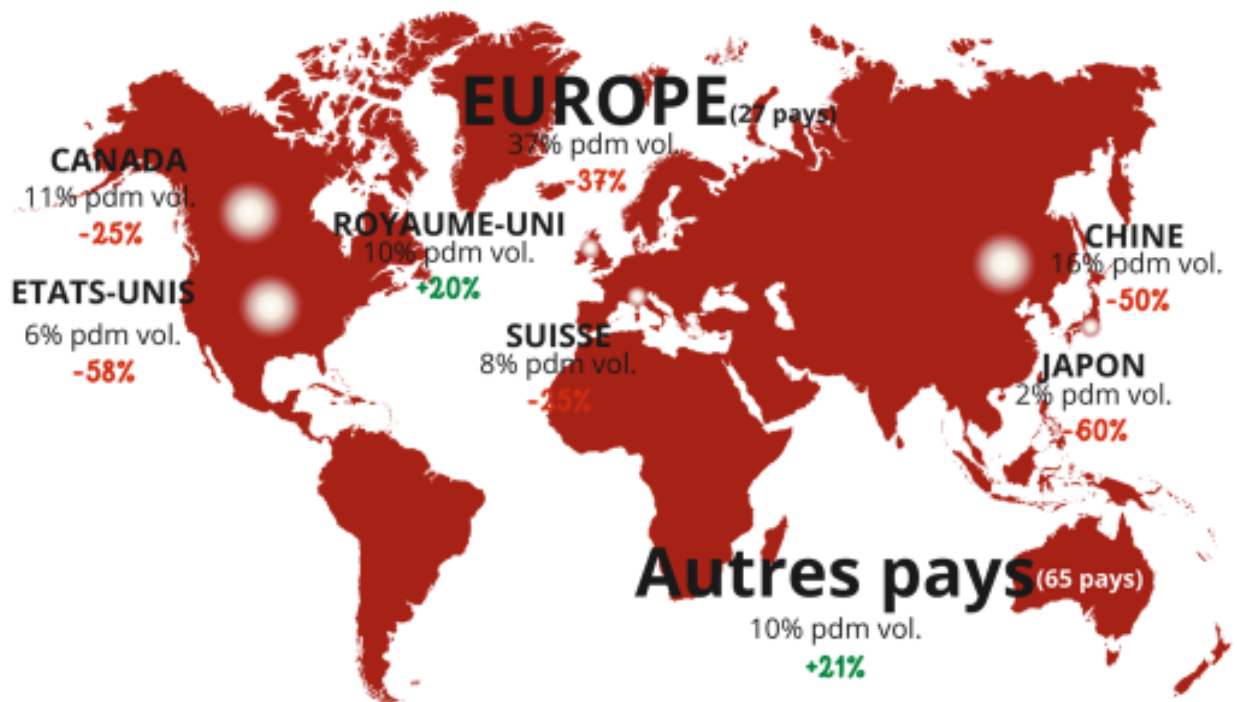 EUROPE (27 pays)
37% pdm vol.
-37%
CANADA
11% pdm vol.
-25%
ROYAUME-UNI
10% pdm vol.
+20%
CHINE
16% pdm vol.
-50%
ETATS-UNIS
6% pdm vol.
-58%
SUISSE
8% pdm vol.
-25%
JAPON
2% pdm vol.
-60%
Autres pays (65 pays)
10% pdm vol.
+21%